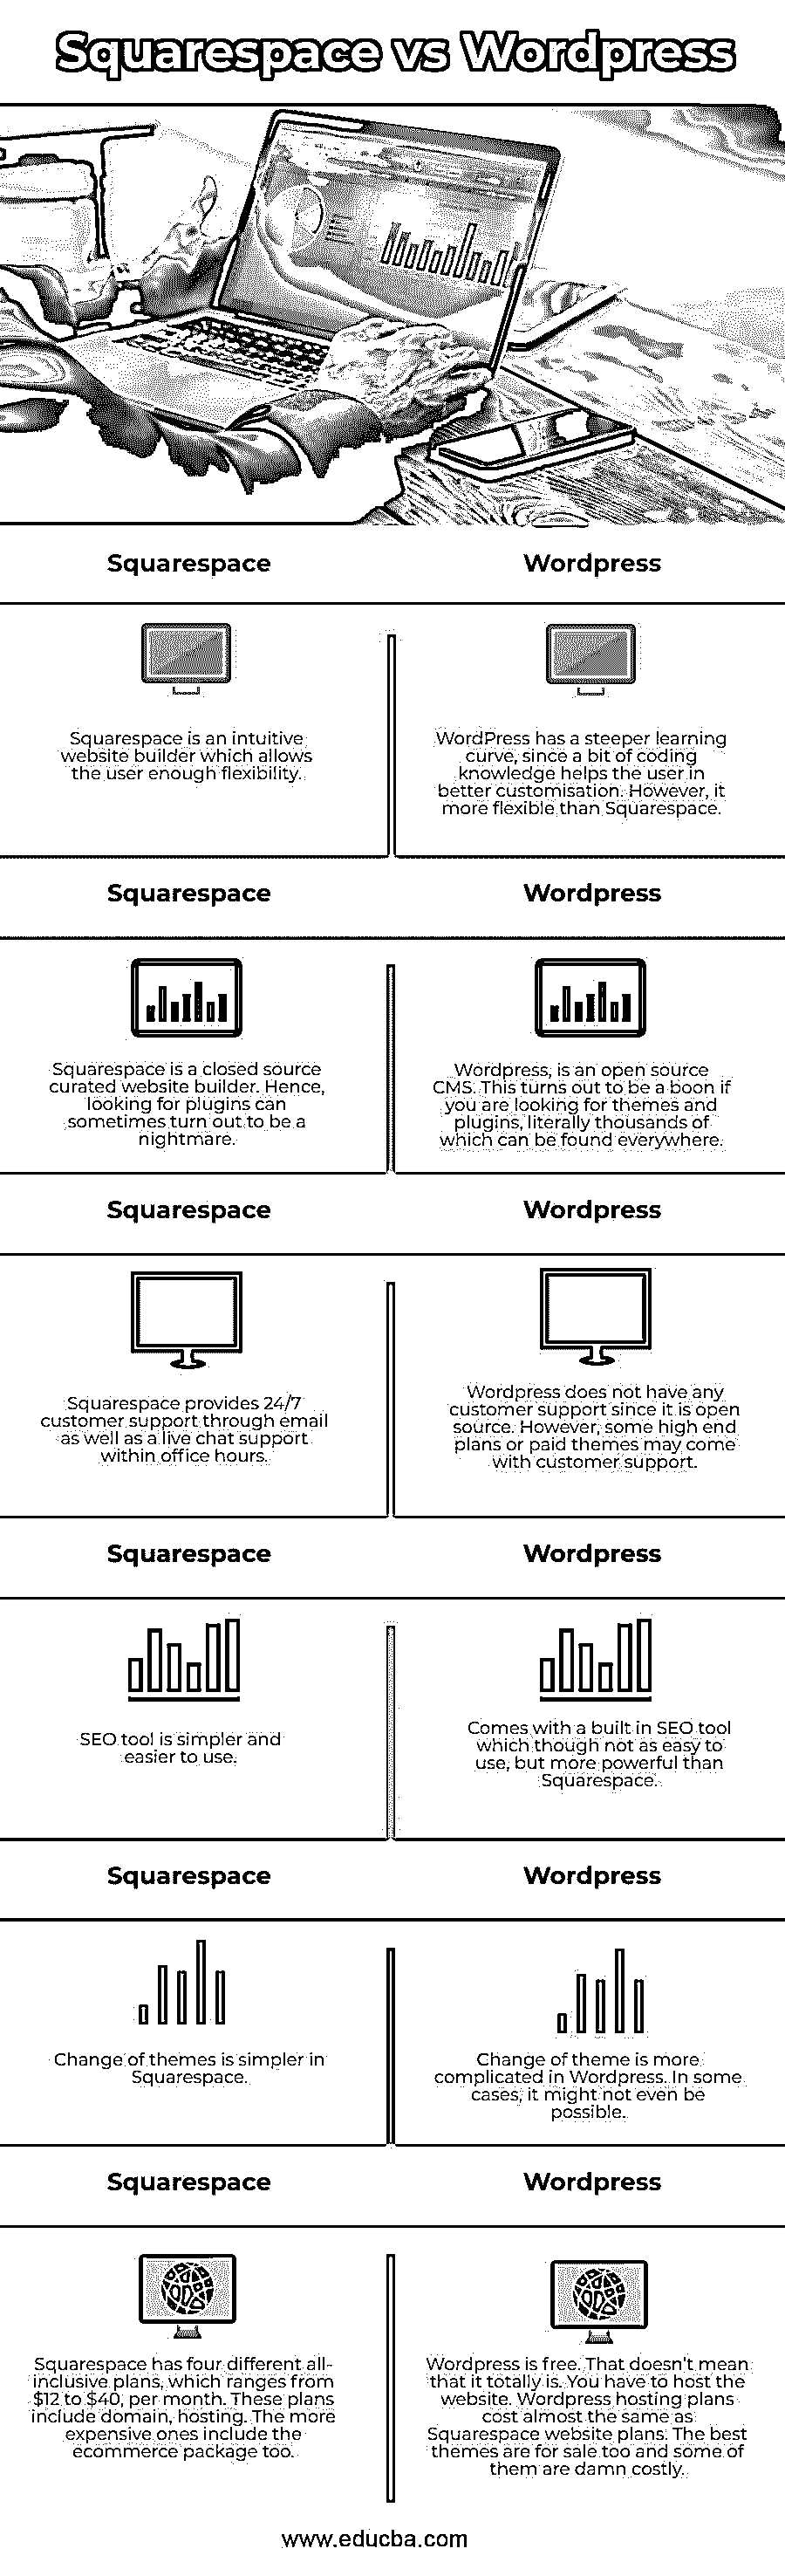 Squarespace vs Wordpress
Squarespace
Wordpress
Squarespace is an intuitive
website builder which allows
the user enough flexibility.
WordPress has a steeper learning
curve, since a bit of coding
knowledge helps the user in
better customisation. However, it
more flexible than Squarespace.
Squarespace
Wordpress
Squarespace is a closed source
curated website builder. Hence,
looking for plugins can
sometimes turn out to be a
nightmare.
Wordpress, is an open source
CMS. This turns out to be a boon if
you are looking for themes and
plugins, literally thousands of
which can be found everywhere.
Squarespace
Wordpress
Squarespace provides 24/7
customer support through email
as well as a live chat support
within office hours.
Wordpress does not have any
customer support since it is open
source. However, some high end
plans or paid themes may come
with customer support.
Squarespace
Wordpress
SEO tool is simpler and
easier to use.
Comes with a built in SEO tool
which though not as easy to
use, but more powerful than
Squarespace.
Squarespace
Wordpress
Change of themes is simpler in
Squarespace.
Change of theme is more
complicated in Wordpress. In some
cases, it might not even be
possible.
Squarespace
Wordpress
Squarespace has four different all-
inclusive plans, which ranges from
$12 to $40, per month. These plans
include domain, hosting. The more
expensive ones include the
ecommerce package too.
Wordpress is free. That doesn't mean
that it totally is. You have to host the
website. Wordpress hosting plans
cost almost the same as
Squarespace website plans. The best
themes are for sale too and some of
them are damn costly.
www.educba.com